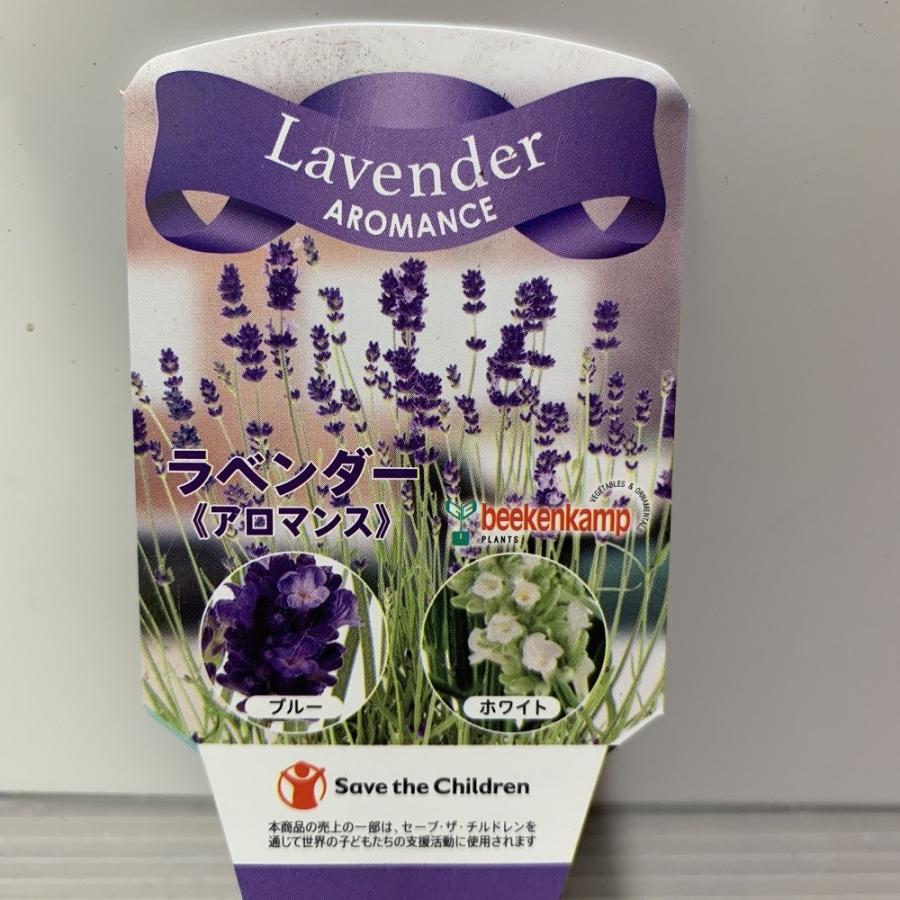 Lavender
AROMANCE
ラベンダー
《アロマンス》
VEGETABLES & ORNAMENTALS
beekenkamp
PLANTS
ブルー
ホワイト
Save the Children
本商品の売上の一部は、セーブ・ザ・チルドレンを
通じて世界の子どもたちの支援活動に使用されます